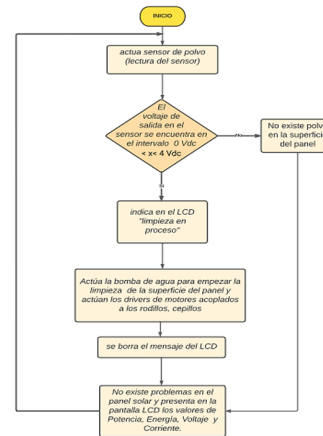 INICIO
actua sensor de polvo
(lectura del sensor)
El
voltaje de
salida en el
sensor se encuentra en
el intervalo 0 Vdc
< x< 4 Vdc
No
No existe polvo
en la superficie
del panel
si
indica en el LCD
"limpieza en
proceso"
Actúa la bomba de agua para empezar la
limpieza de la superficie del panel y
actúan los drivers de motores acoplados
a los rodillos, cepillos
se borra el mensaje del LCD
No existe problemas en el
panel solar y presenta en la
pantalla LCD los valores de
Potencia, Energía, Voltaje y
Corriente.